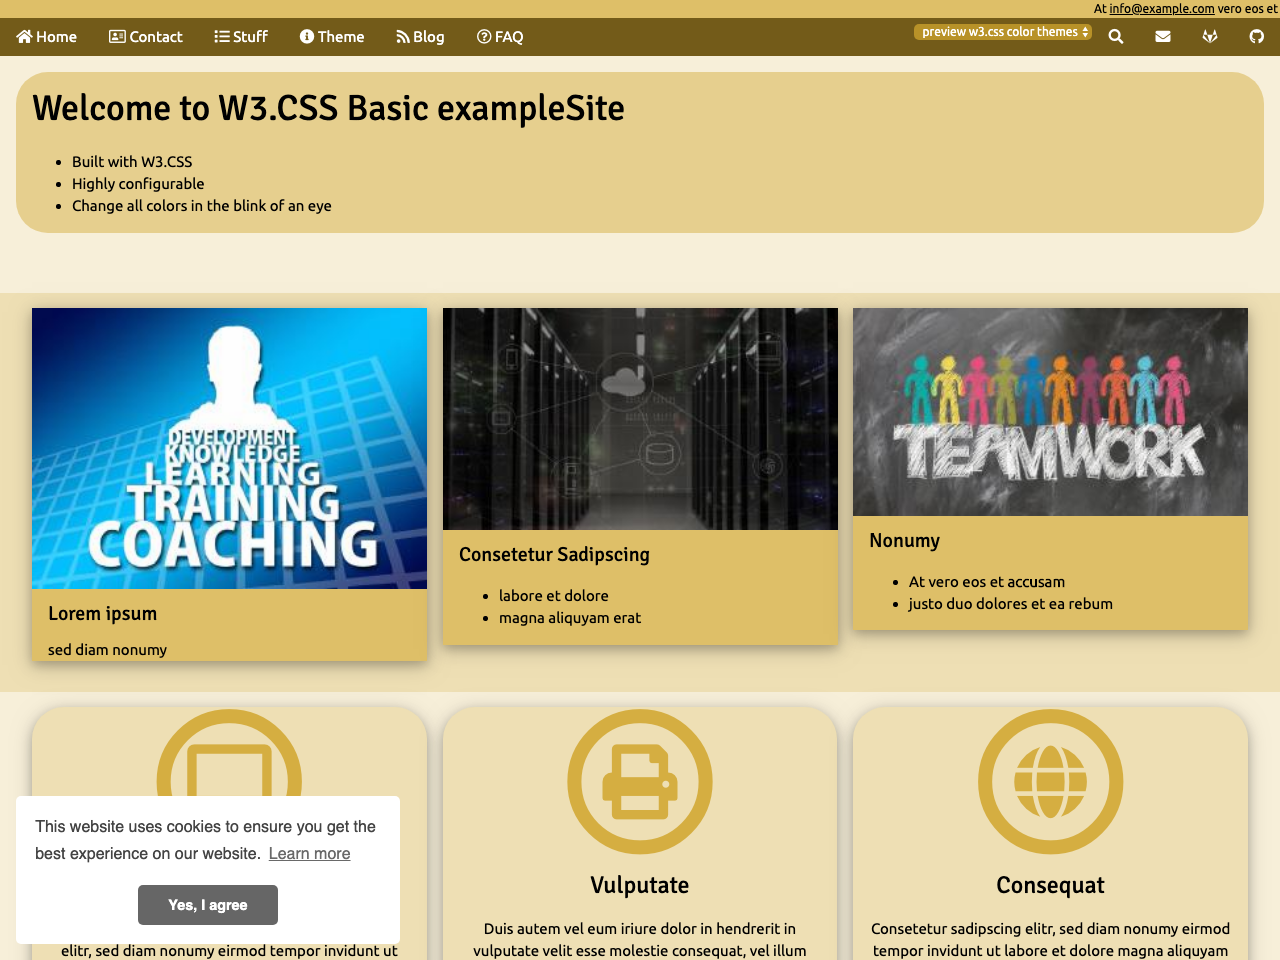 At info@example.com vero eos et
Home Contact Stuff Theme Blog FAQ preview w3.css color themes
Welcome to W3.CSS Basic exampleSite
Built with W3.CSS
Highly configurable
Change all colors in the blink of an eye
DEVELOPMENT
KNOWLEDGE
LEARNING
TRAINING
COACHING
Lorem ipsum
sed diam nonumy
Consetetur Sadipscing
labore et dolore
magna aliquyam erat
TEAMWORK
Nonumy
At vero eos et accusam
justo duo dolores et ea rebum
elitr, sed diam nonumy eirmod tempor invidunt ut
Vulputate
Duis autem vel eum iriure dolor in hendrerit in
vulputate velit esse molestie consequat, vel illum
Consequat
Consetetur sadipscing elitr, sed diam nonumy eirmod
tempor invidunt ut labore et dolore magna aliquyam
This website uses cookies to ensure you get the
best experience on our website. Learn more
Yes, I agree